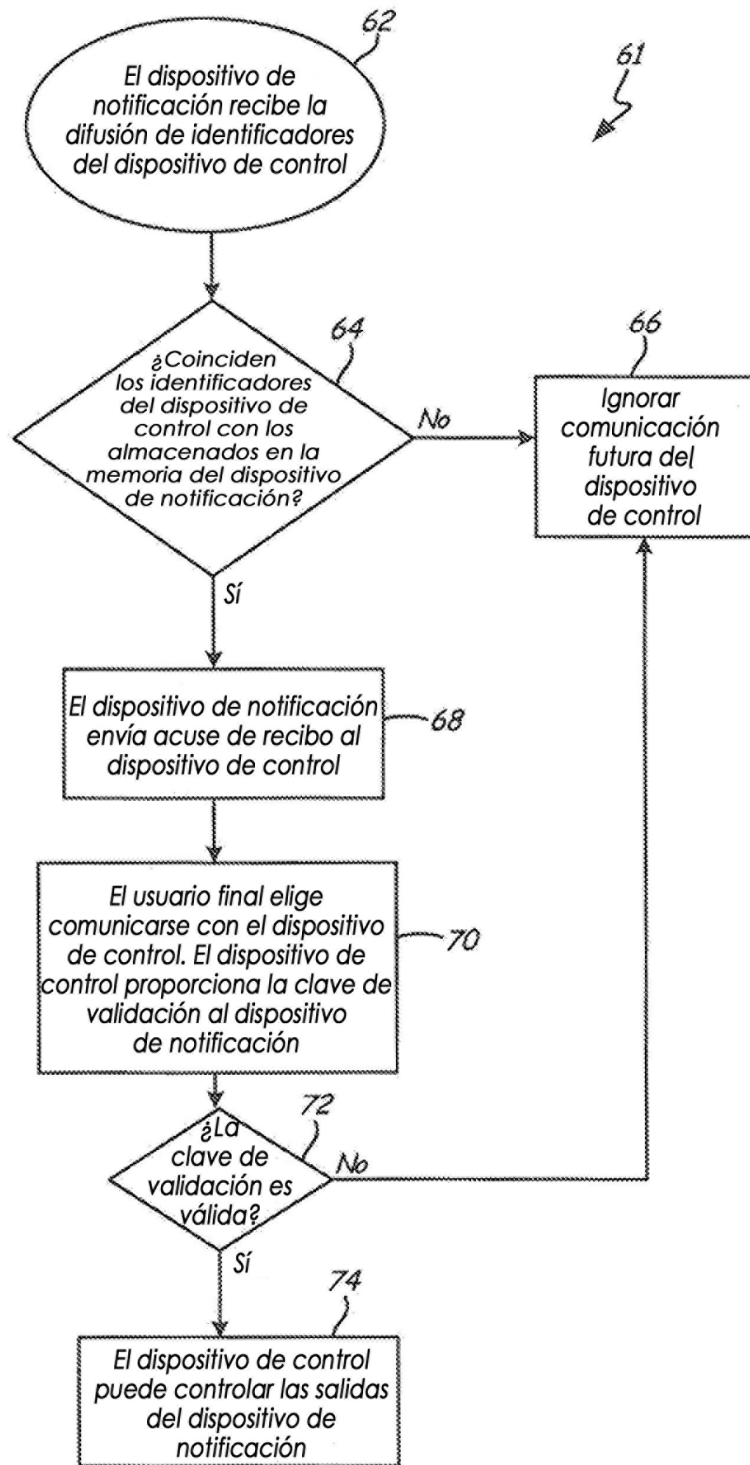 62
El dispositivo de
notificación recibe la
difusión de identificadores
del dispositivo de control
61
64
¿Coinciden
los identificadores
del dispositivo de
control con los
almacenados en la
memoria del dispositivo
de notificación?
No
66
Ignorar
comunicación
futura del
dispositivo
de control
Sí
El dispositivo de notificación
envía acuse de recibo al
dispositivo de control
68
El usuario final elige
comunicarse con el dispositivo
de control. El dispositivo de
control proporciona la clave de
validación al dispositivo
de notificación
70
72
¿La
clave de
validación es
válida?
No
Sí
74
El dispositivo de control
puede controlar las salidas
del dispositivo de
notificación